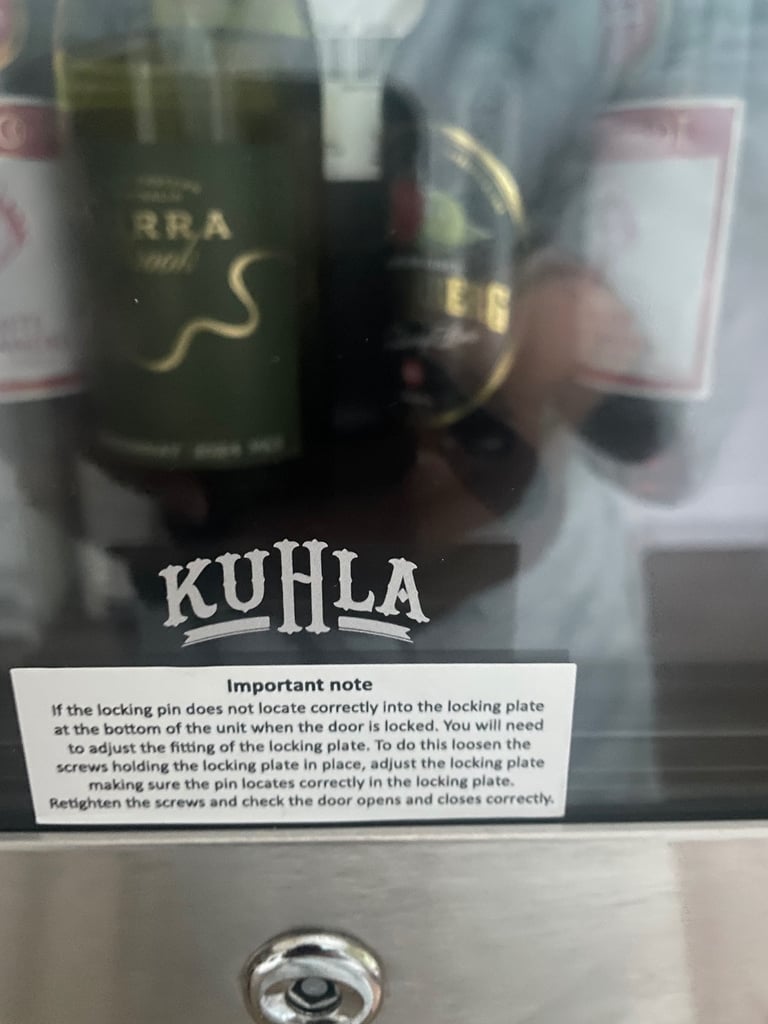 RRA
KUHLA
Important note
If the locking pin does not locate correctly into the locking plate
at the bottom of the unit when the door is locked. You will need
to adjust the fitting of the locking plate. To do this loosen the
screws holding the locking plate in place, adjust the locking plate
making sure the pin locates correctly in the locking plate.
Retighten the screws and check the door opens and closes correctly.